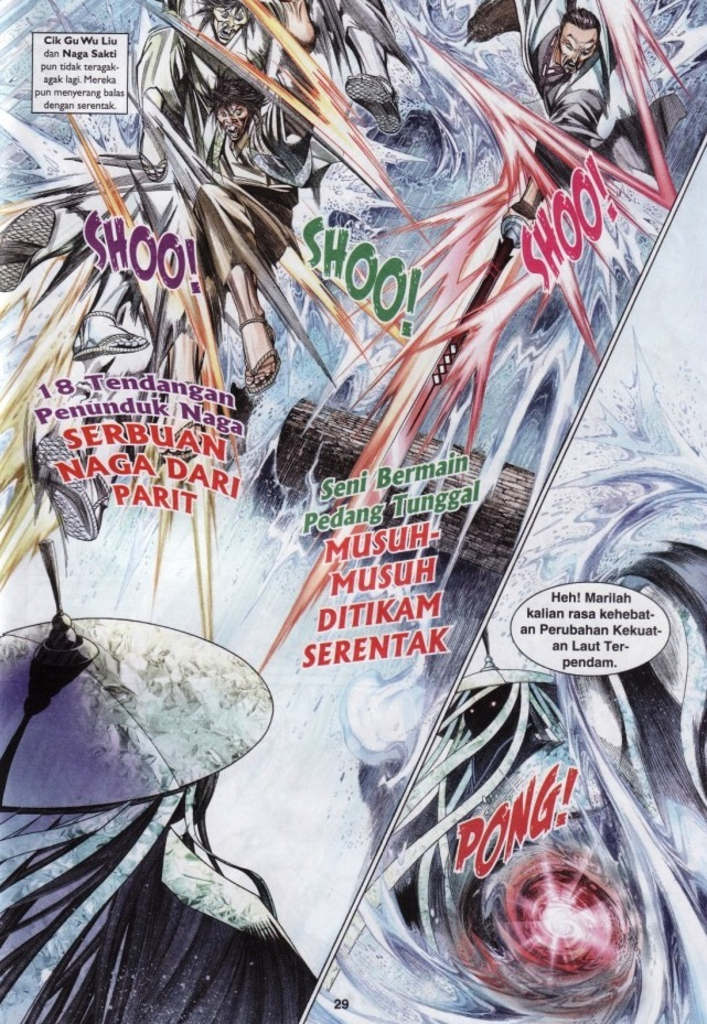 Cik Gu Wu Liu
dan Naga Sakti
pun tidak teragak-
agak lagi. Mereka
pun menyerang balas
dengan serentak.
SHOO!
SHOO!
SHOO!
18 Tendangan
Penunduk Naga
SERBUAN
NAGA DARI
PARIT
Seni Bermain
Pedang Tunggal
MUSUH-
MUSUH
DITIKAM
SERENTAK
Heh! Marilah
kalian rasa kehebat-
an Perubahan Kekuat-
an Laut Ter-
pendam.
PONG!
29